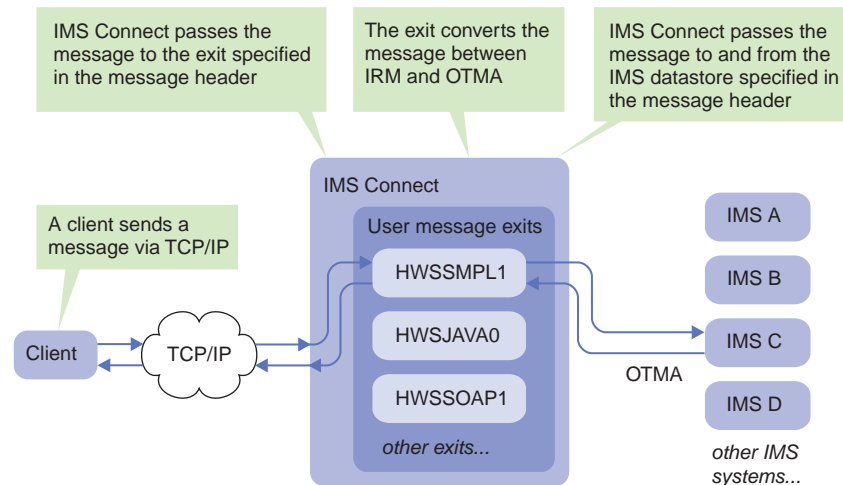 IMS Connect passes the
message to the exit specified
in the message header
The exit converts the
message between
IRM and OTMA
IMS Connect passes the
message to and from the
IMS datastore specified in
the message header
A client sends a
message via TCP/IP
IMS Connect
User message exits
HWSSMPL1
HWSJAVA0
HWSSOAP1
other exits...
Client
TCP/IP
OTMA
IMS A
IMS B
IMS C
IMS D
other IMS
systems...